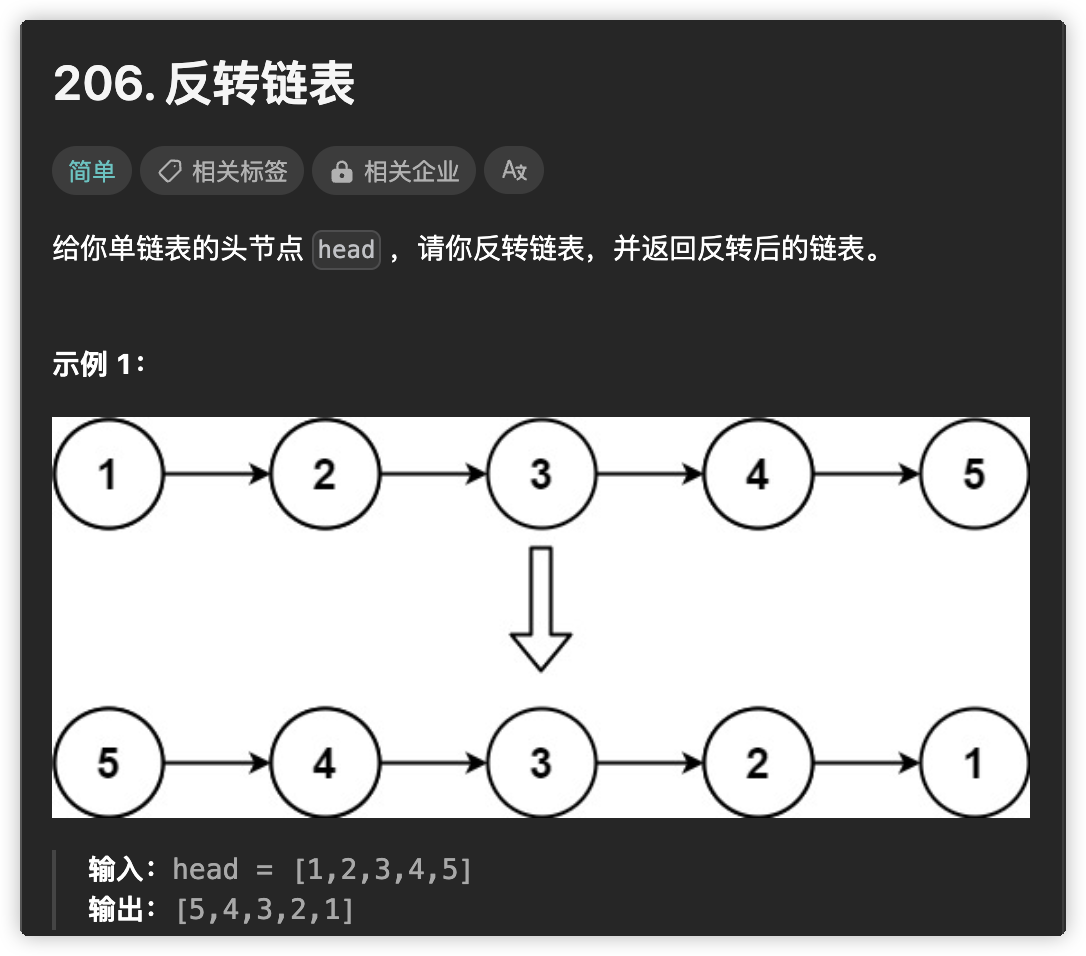 206. 反转链表
简单 相关标签 相关企业 A文
给你单链表的头节点 head ，请你反转链表，并返回反转后的链表。
示例 1：
1 2 3 4 5
5 4 3 2 1
输入：head = [1,2,3,4,5]
输出：[5,4,3,2,1]